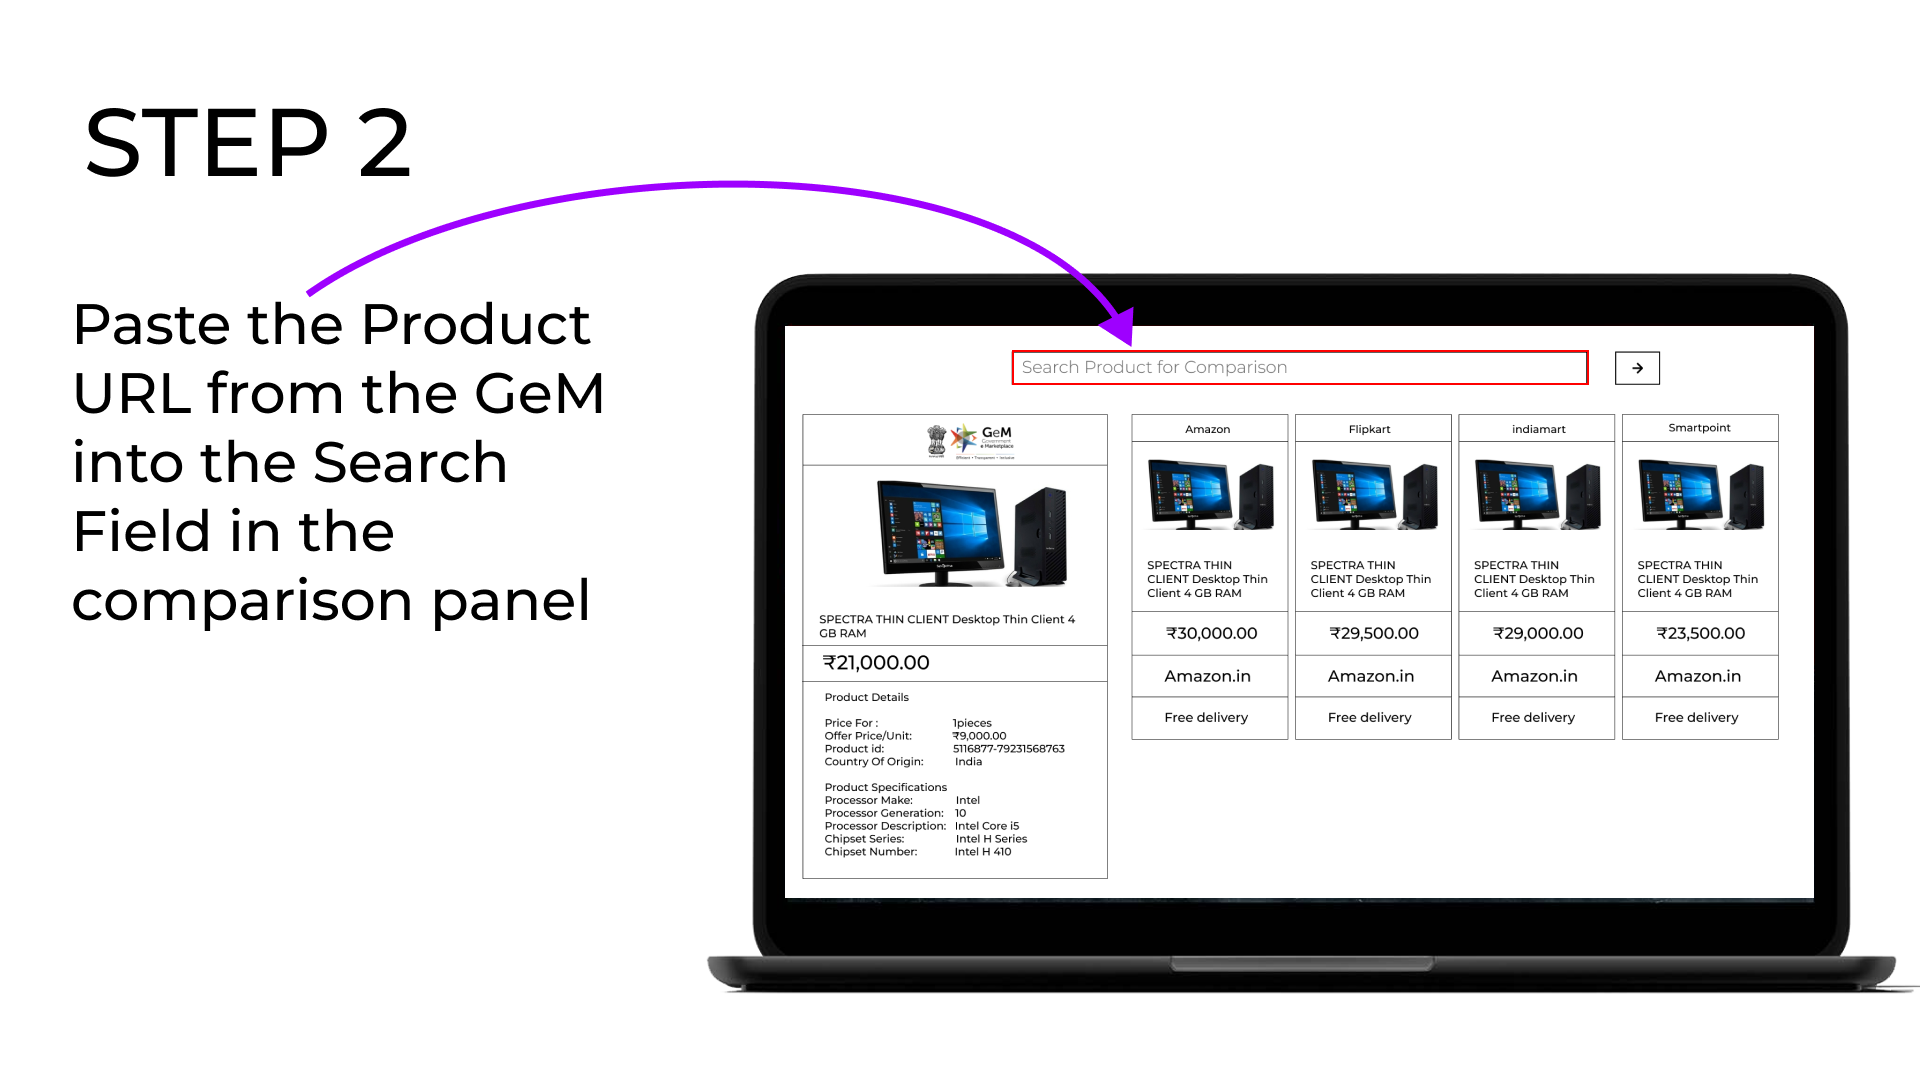 STEP 2
Paste the Product
URL from the GeM
into the Search
Field in the
comparison panel
Search Product for Comparison
GeM
Government
e Marketplace
Efficient • Transparent • Inclusive
SPECTRA THIN CLIENT Desktop Thin Client 4
GB RAM
₹21,000.00
Product Details
Price For : 1pieces
Offer Price/Unit: ₹9,000.00
Product id: 5116877-79231568763
Country Of Origin: India
Product Specifications
Processor Make: Intel
Processor Generation: 10
Processor Description: Intel Core i5
Chipset Series: Intel H Series
Chipset Number: Intel H 410
Amazon
SPECTRA THIN
CLIENT Desktop Thin
Client 4 GB RAM
₹30,000.00
Amazon.in
Free delivery
Flipkart
SPECTRA THIN
CLIENT Desktop Thin
Client 4 GB RAM
₹29,500.00
Amazon.in
Free delivery
indiamart
SPECTRA THIN
CLIENT Desktop Thin
Client 4 GB RAM
₹29,000.00
Amazon.in
Free delivery
Smartpoint
SPECTRA THIN
CLIENT Desktop Thin
Client 4 GB RAM
₹23,500.00
Amazon.in
Free delivery